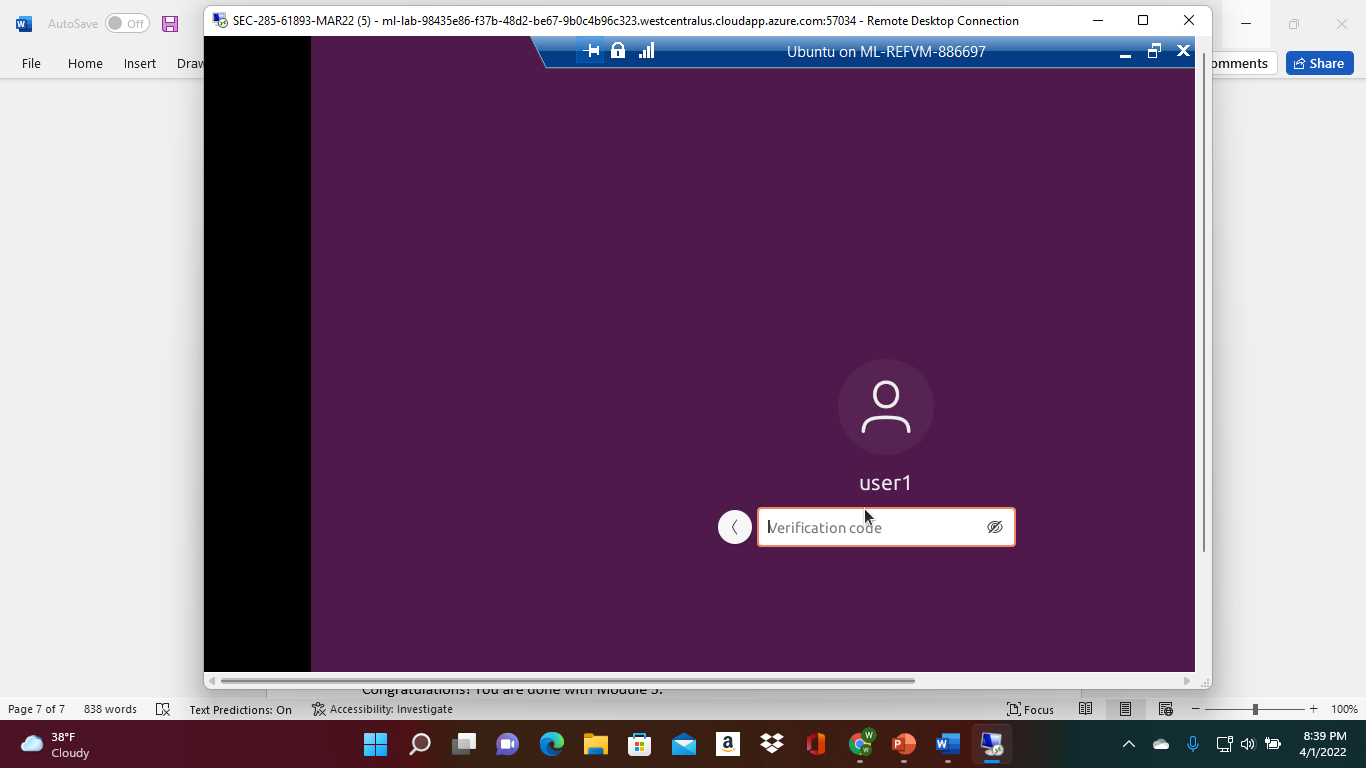 SEC-285-61893-MAR22 (5) - ml-lab-98435e86-f37b-48d2-be67-9b0c4b96c323.westcentralus.cloudapp.azure.com:57034 - Remote Desktop Connection
AutoSave Off
File Home Insert Draw
omments Share
Ubuntu on ML-REFVM-886697
user1
Verification code
Congratulations! You are done with Module 5.
Page 7 of 7 838 words Text Predictions: On Accessibility: Investigate Focus 100%
38°F
Cloudy
8:39 PM
4/1/2022